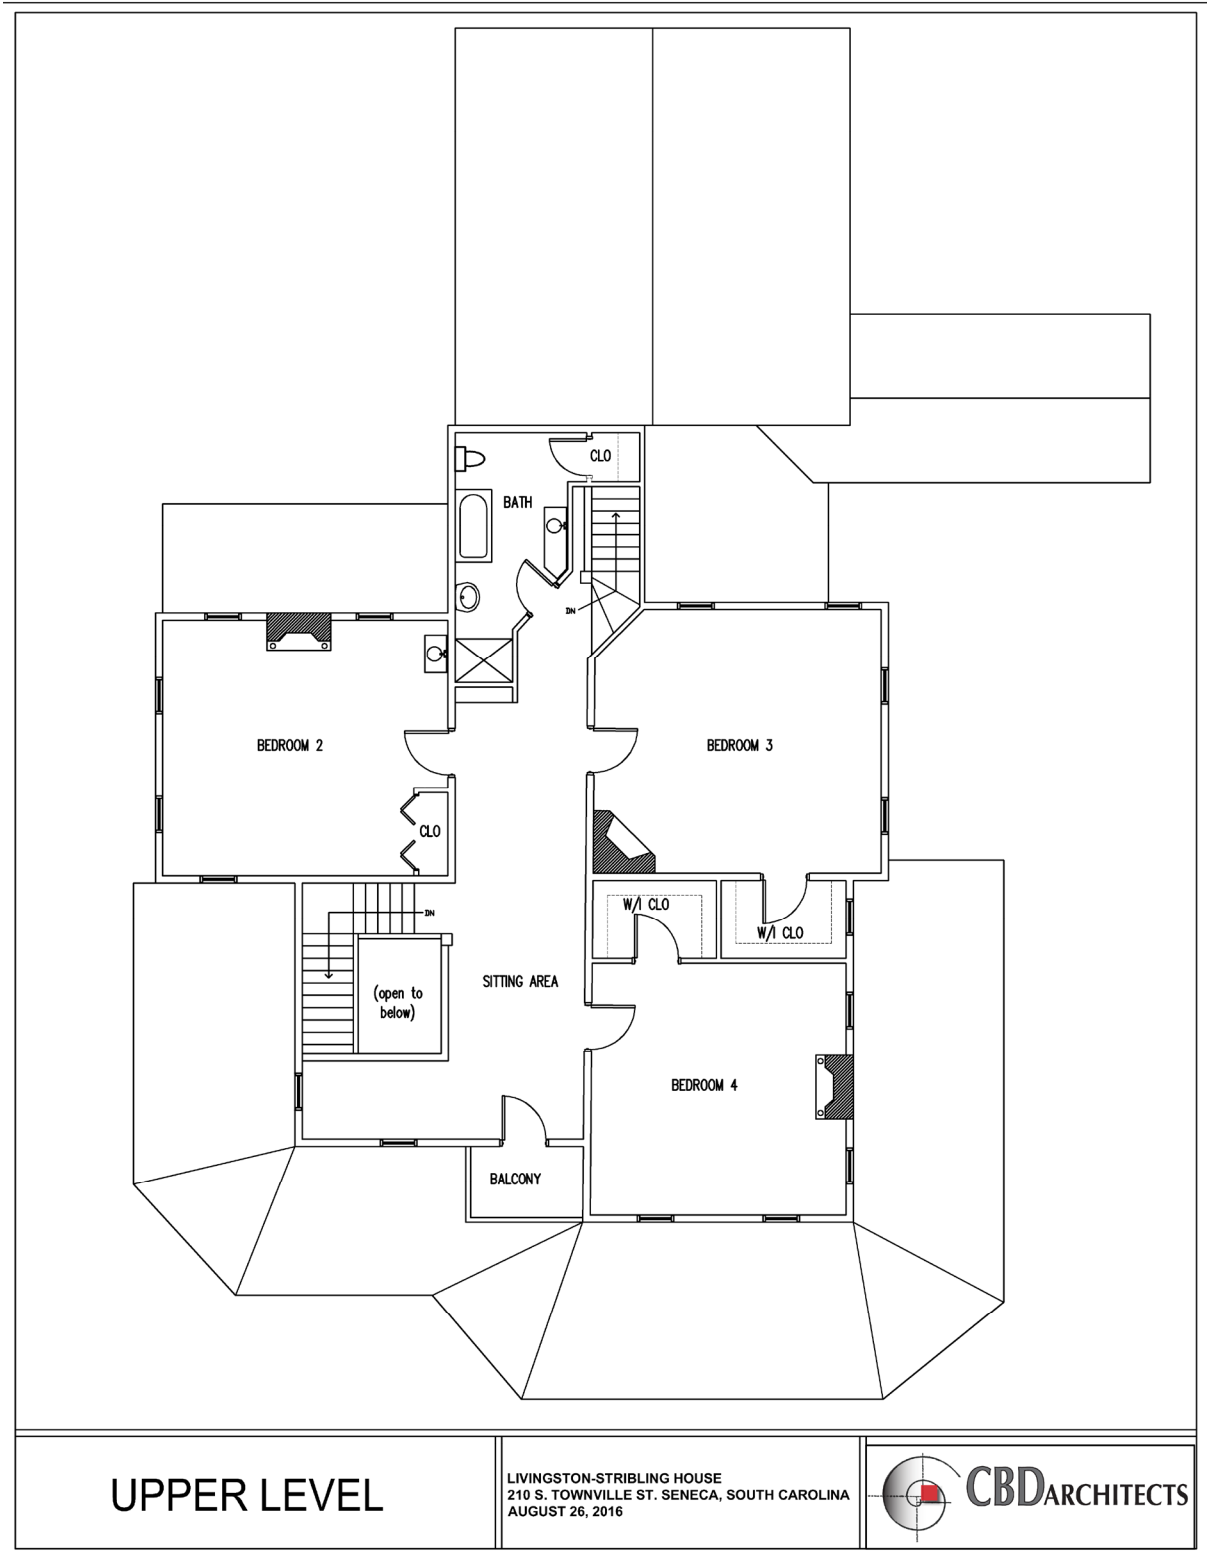 CLO
BATH
DN
BEDROOM 2
BEDROOM 3
CLO
W/I CLO
W/I CLO
DN
SITTING AREA
(open to
below)
BEDROOM 4
BALCONY
UPPER LEVEL
LIVINGSTON-STRIBLING HOUSE
210 S. TOWNVILLE ST. SENECA, SOUTH CAROLINA
AUGUST 26, 2016
CBDARCHITECTS